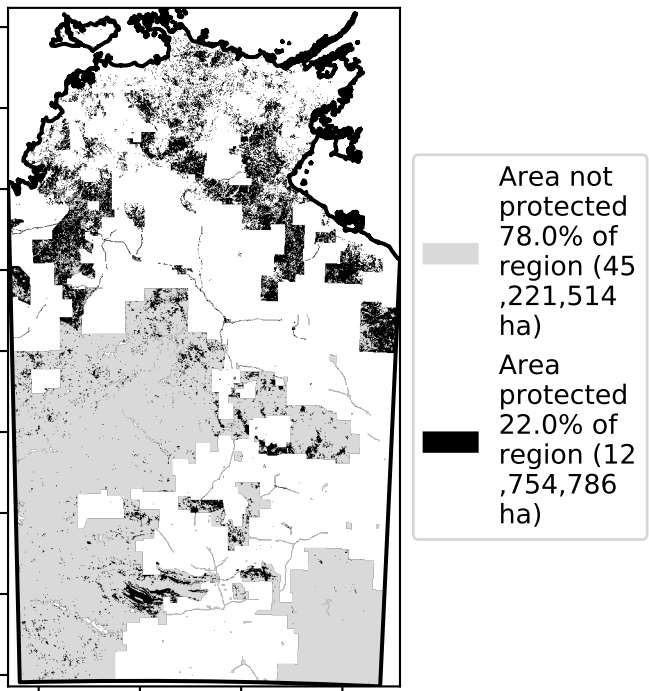 Area not
protected
78.0% of
region (45
,221,514
ha)
Area
protected
22.0% of
region (12
,754,786
ha)